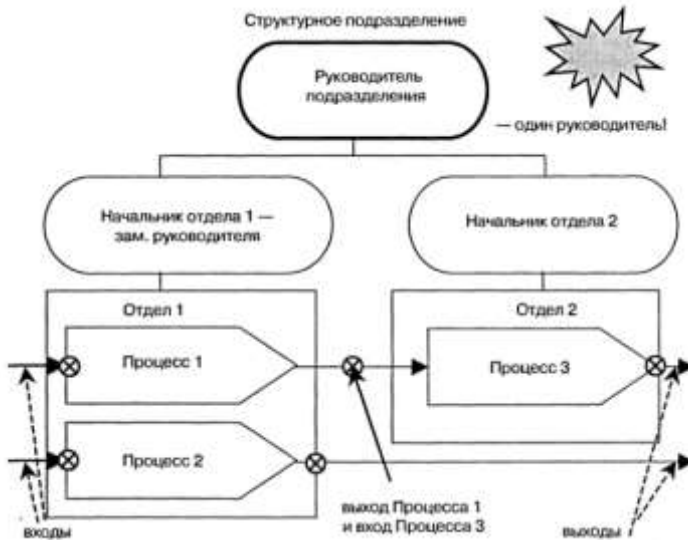 Структурное подразделение
Руководитель
подразделения
— один руководитель!
Начальник отдела 1 —
зам. руководителя
Начальник отдела 2
Отдел 1
Отдел 2
Процесс 1
Процесс 3
Процесс 2
выход Процесса 1
и вход Процесса 3
входы
выходы